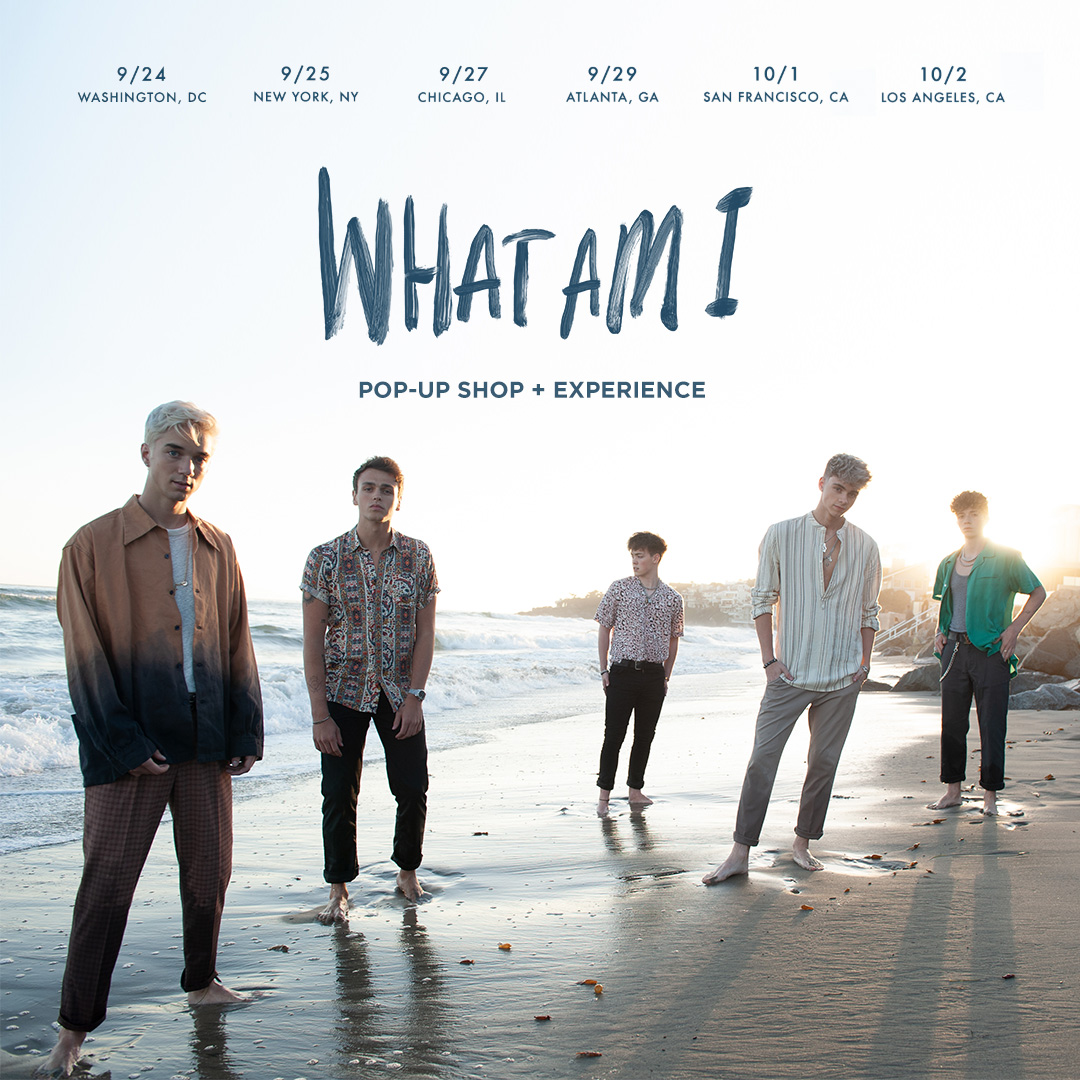 9/24 9/25 9/27 9/29 10/1 10/2
WASHINGTON, DC NEW YORK, NY CHICAGO, IL ATLANTA, GA SAN FRANCISCO, CA LOS ANGELES, CA
WHAT AM I
POP-UP SHOP + EXPERIENCE